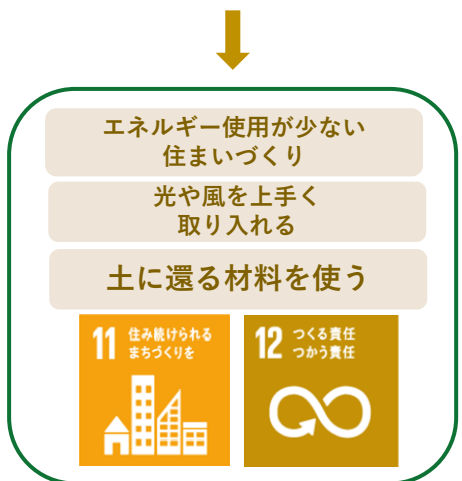 エネルギー使用が少ない
住まいづくり
光や風を上手く
取り入れる
土に還る材料を使う
11 住み続けられる
まちづくりを
12 つくる責任
つかう責任